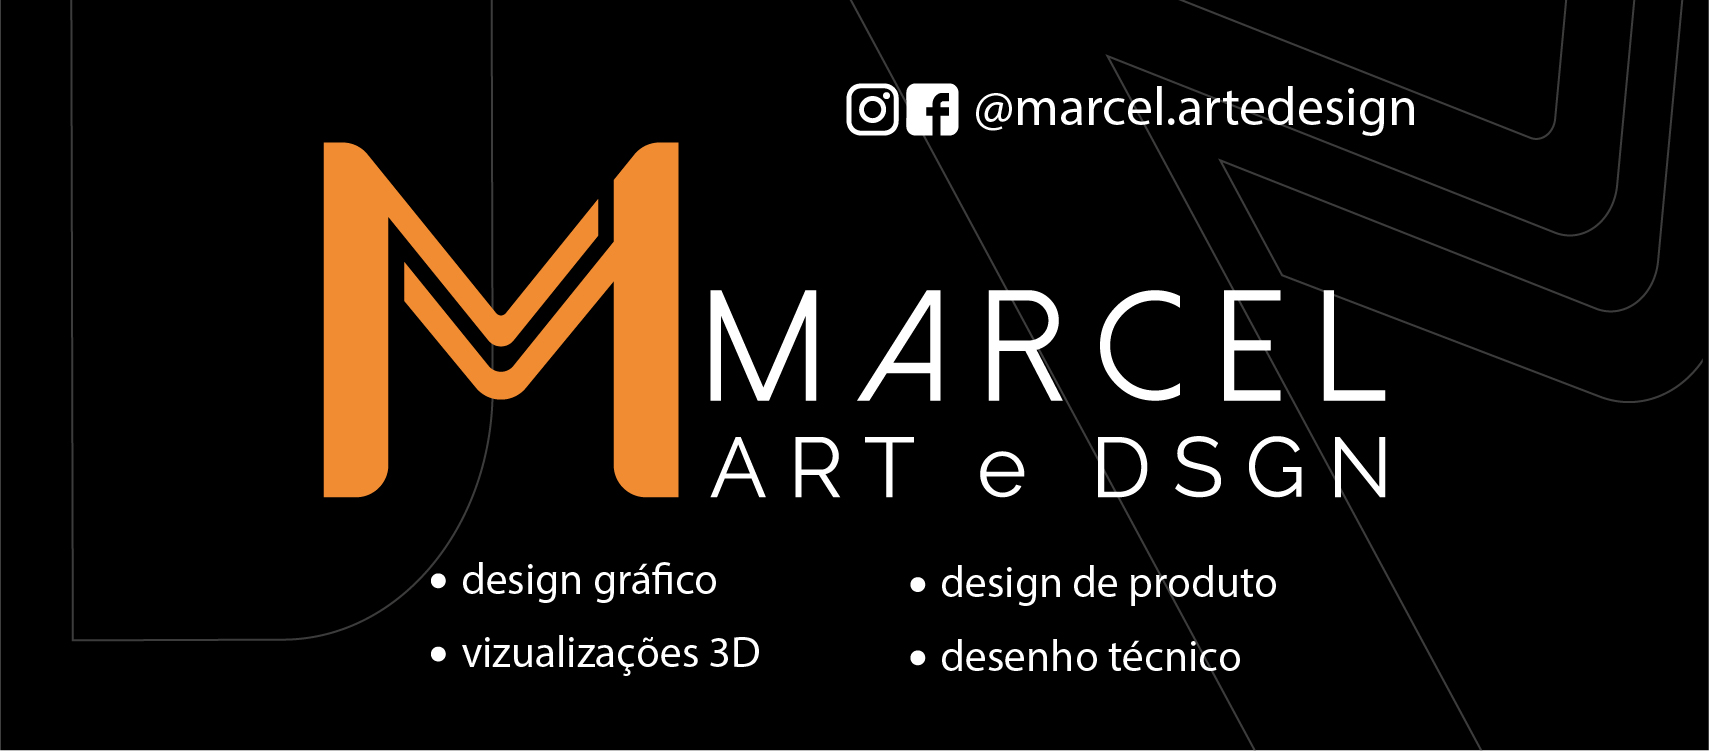 @marcel.artedesign
M
MARCEL
ART e DSGN
• design gráfico
• design de produto
• vizualizações 3D
• desenho técnico